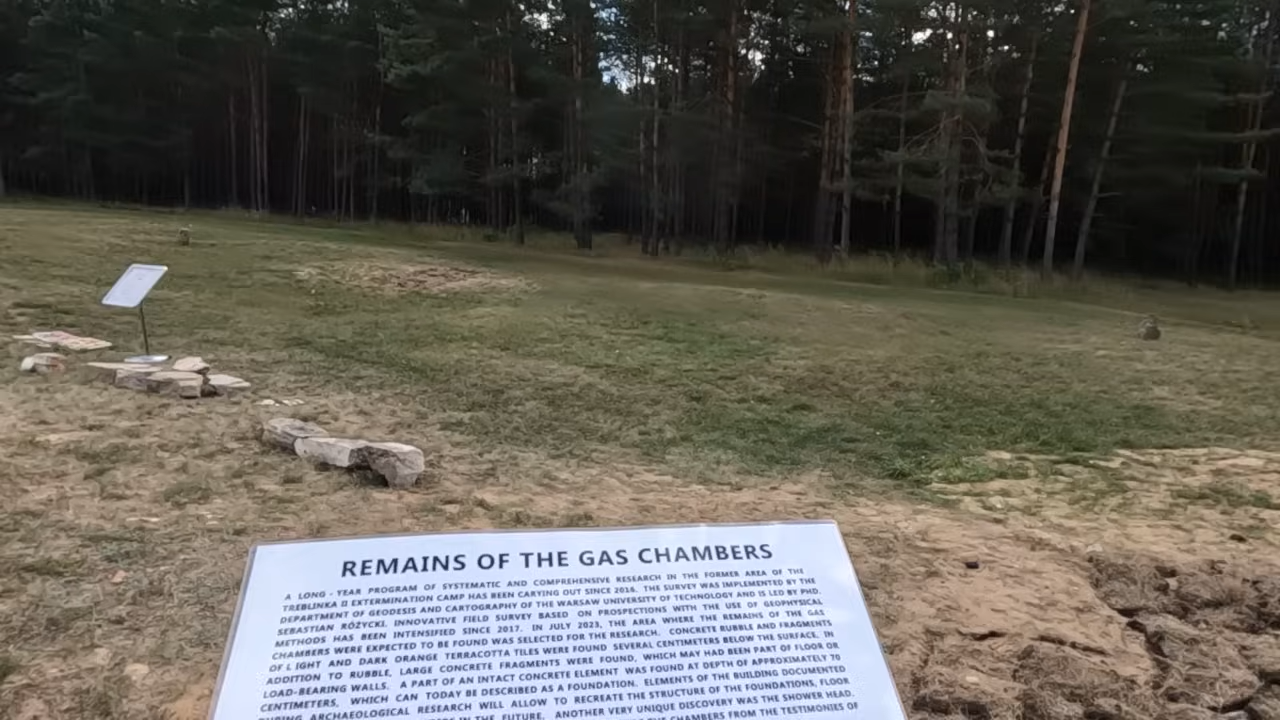 REMAINS OF THE GAS CHAMBERS
A LONG - YEAR PROGRAM OF SYSTEMATIC AND COMPREHENSIVE RESEARCH IN THE FORMER AREA OF THE
TREBLINKA II EXTERMINATION CAMP HAS BEEN CARRYING OUT SINCE 2016. THE SURVEY WAS IMPLEMENTED BY THE
DEPARTMENT OF GEODESIS AND CARTOGRAPHY OF THE WARSAW UNIVERSITY OF TECHNOLOGY AND IS LED BY PHD.
SEBASTIAN RÓŻYCKI. INNOVATIVE FIELD SURVEY BASED ON PROSPECTIONS WITH THE USE OF GEOPHYSICAL
METHODS HAS BEEN INTENSIFIED SINCE 2017. IN JULY 2023, THE AREA WHERE THE REMAINS OF THE GAS
CHAMBERS WERE EXPECTED TO BE FOUND WAS SELECTED FOR THE RESEARCH. CONCRETE RUBBLE AND FRAGMENTS
OF LIGHT AND DARK ORANGE TERRACOTTA TILES WERE FOUND SEVERAL CENTIMETERS BELOW THE SURFACE. IN
ADDITION TO RUBBLE, LARGE CONCRETE FRAGMENTS WERE FOUND, WHICH MAY HAD BEEN PART OF FLOOR OR
LOAD-BEARING WALLS. A PART OF AN INTACT CONCRETE ELEMENT WAS FOUND AT DEPTH OF APPROXIMATELY 70
CENTIMETERS, WHICH CAN TODAY BE DESCRIBED AS A FOUNDATION. ELEMENTS OF THE BUILDING DOCUMENTED
DURING ARCHAEOLOGICAL RESEARCH WILL ALLOW TO RECREATE THE STRUCTURE OF THE FOUNDATIONS, FLOOR
IN THE FUTURE. ANOTHER VERY UNIQUE DISCOVERY WAS THE SHOWER HEAD.
CHAMBERS FROM THE TESTIMONIES OF